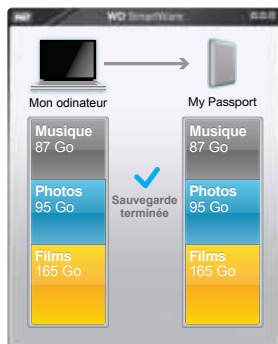 WD SmartWare
Mon odinateur
My Passport
Musique
87 Go
Photos
95 Go
Films
165 Go
Sauvegarde
terminée
Musique
87 Go
Photos
95 Go
Films
165 Go